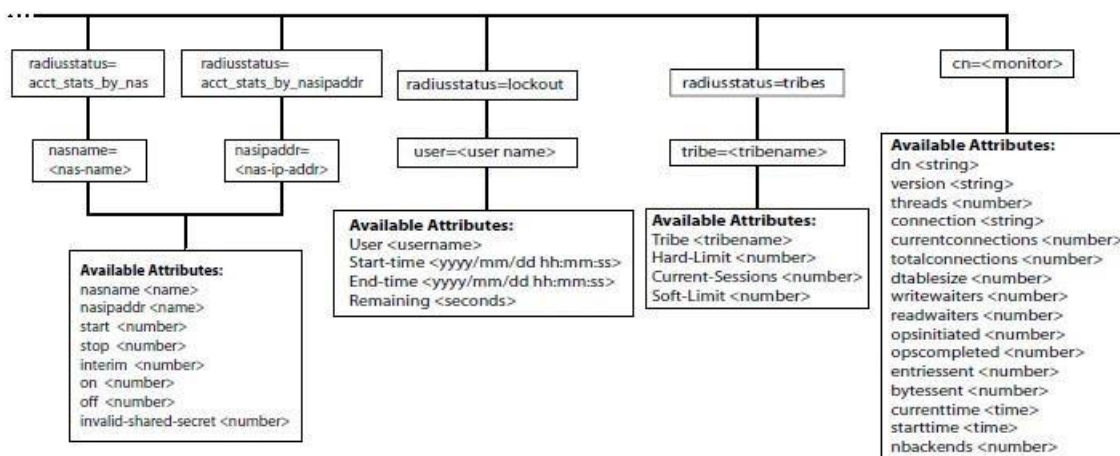 radiusstatus=
acct_stats_by_nas
radiusstatus=
acct_stats_by_nasipaddr
radiusstatus=lockout
radiusstatus=tribes
cn=<monitor>
nasname=
<nas-name>
nasipaddr=
<nas-ip-addr>
user=<user name>
tribe=<tribename>
Available Attributes:
nasname <name>
nasipaddr <name>
start <number>
stop <number>
interim <number>
on <number>
off <number>
invalid-shared-secret <number>
Available Attributes:
User <username>
Start-time <yyyy/mm/dd hh:mm:ss>
End-time <yyyy/mm/dd hh:mm:ss>
Remaining <seconds>
Available Attributes:
Tribe <tribename>
Hard-Limit <number>
Current-Sessions <number>
Soft-Limit <number>
Available Attributes:
dn <string>
version <string>
threads <number>
connection <string>
currentconnections <number>
totalconnections <number>
dtablesize <number>
writewaiters <number>
readwaiters <number>
opsinitiated <number>
opscompleted <number>
entriessent <number>
bytessent <number>
currenttime <time>
starttime <time>
nbackends <number>